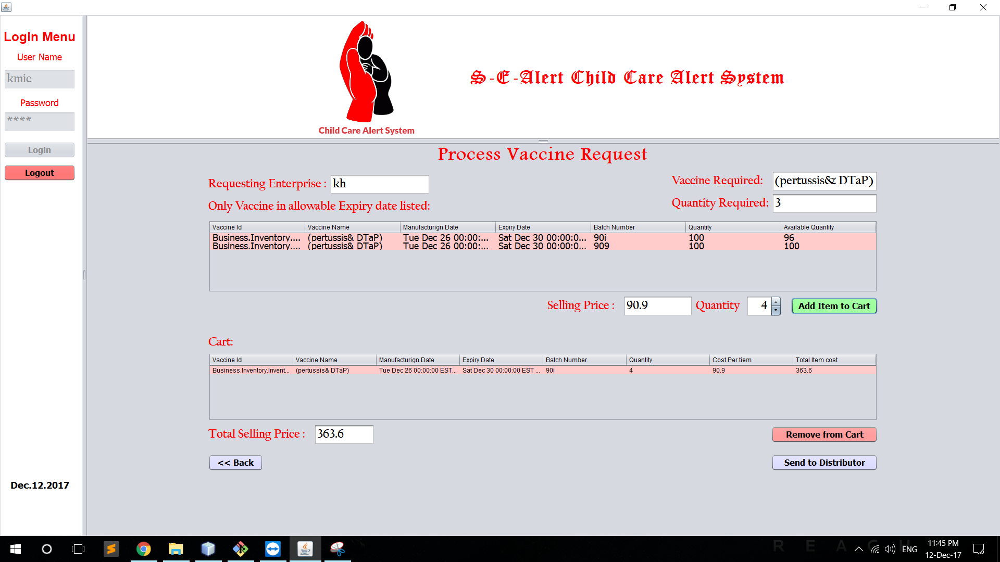 Login Menu
User Name
kmic
Password
****
Login
Logout
Dec.12.2017
Child Care Alert System
S-E-Alert Child Care Alert System
Process Vaccine Request
Requesting Enterprise : kh
Vaccine Required: (pertussis& DTaP)
Only Vaccine in allowable Expiry date listed:
Quantity Required: 3
Vaccine Id Vaccine Name Manufacturign Date Expiry Date Batch Number Quantity Available Quantity
Business.Inventory.... (pertussis& DTaP) Tue Dec 26 00:00:... Sat Dec 30 00:00:0... 90i 100 96
Business.Inventory.... (pertussis& DTaP) Tue Dec 26 00:00:... Sat Dec 30 00:00:0... 909 100 100
Selling Price : 90.9 Quantity 4 Add Item to Cart
Cart:
Vaccine Id Vaccine Name Manufacturign Date Expiry Date Batch Number Quantity Cost Per tiem Total Item cost
Business.Inventory.Invent... (pertussis& DTaP) Tue Dec 26 00:00:00 EST... Sat Dec 30 00:00:00 EST ... 90i 4 90.9 363.6
Total Selling Price : 363.6
Remove from Cart
<< Back
Send to Distributor
R E A C H
ENG
11:45 PM
12-Dec-17